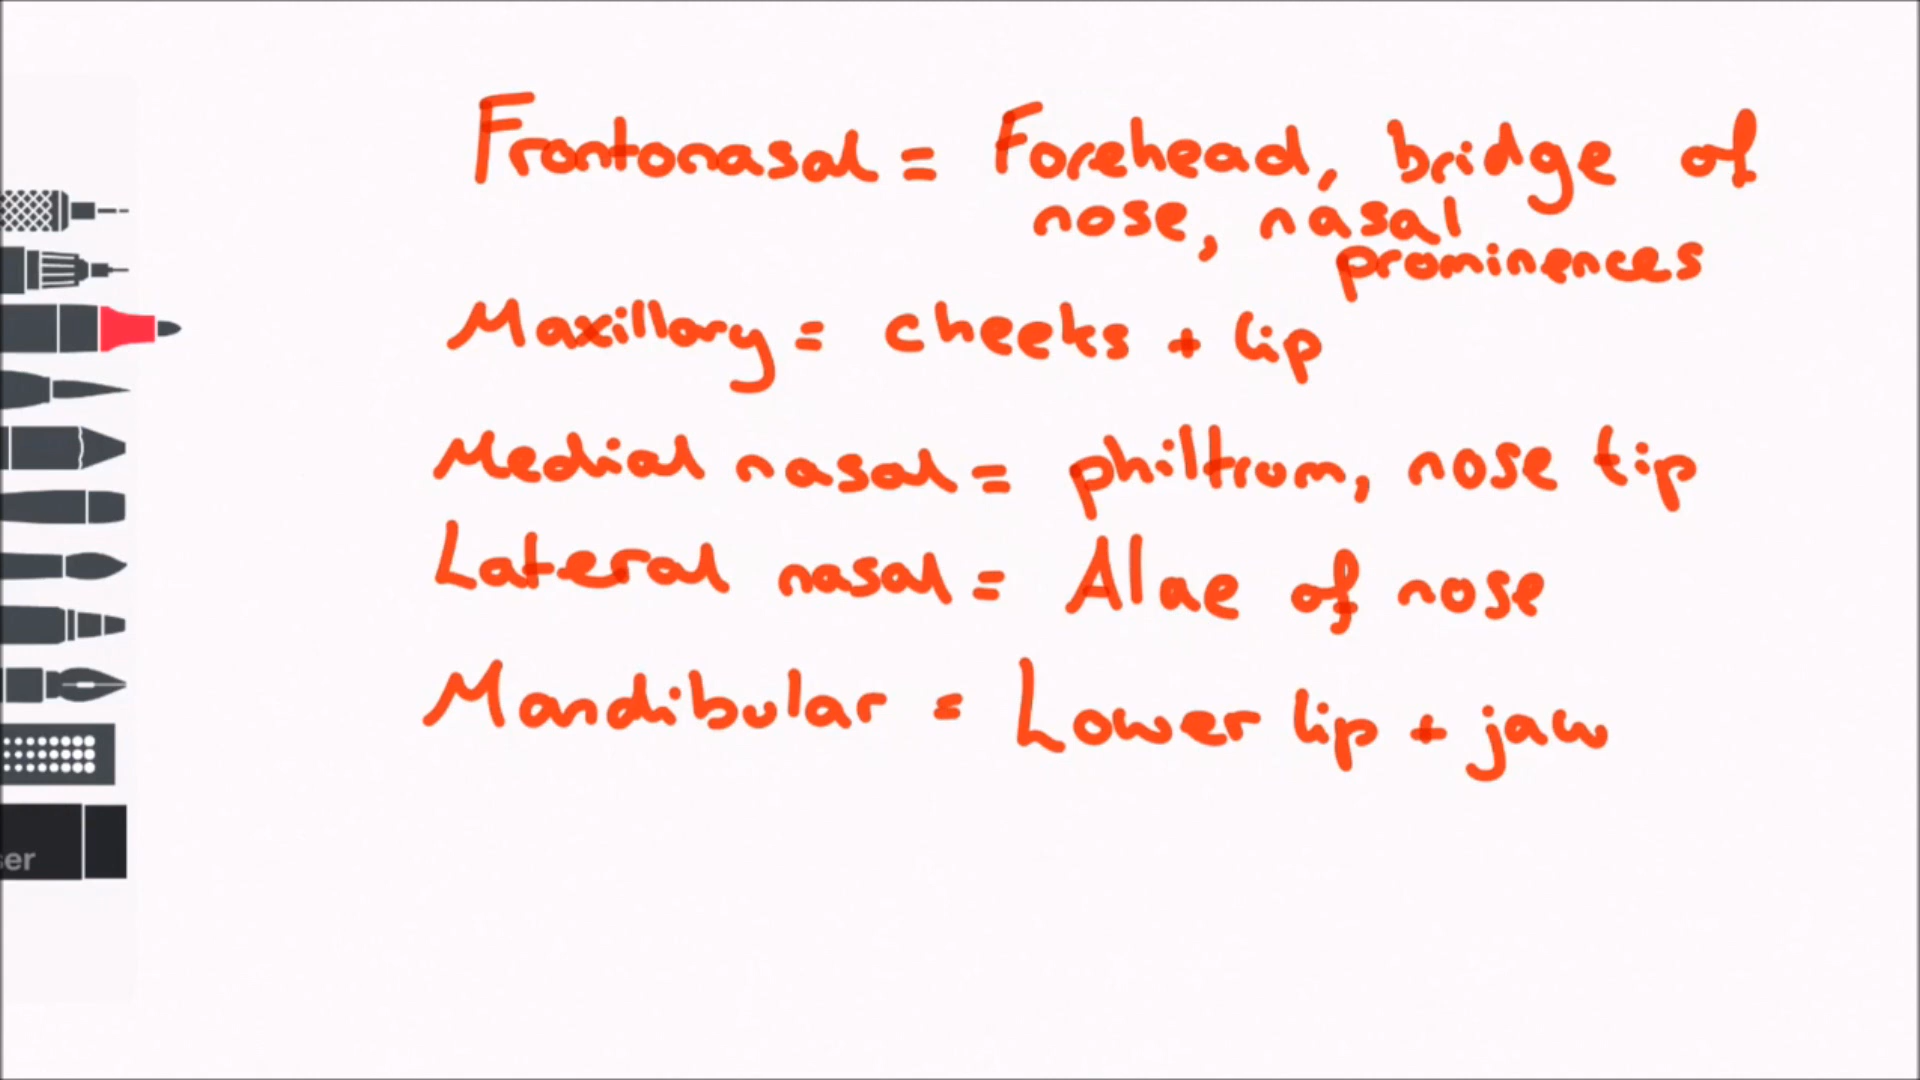 Frontonasal = Forehead, bridge of
nose, nasal
prominences
Maxillary = cheeks + lip
Medial nasal = philtrum, nose tip
Lateral nasal = Alae of nose
Mandibular = Lower lip + jaw
ser